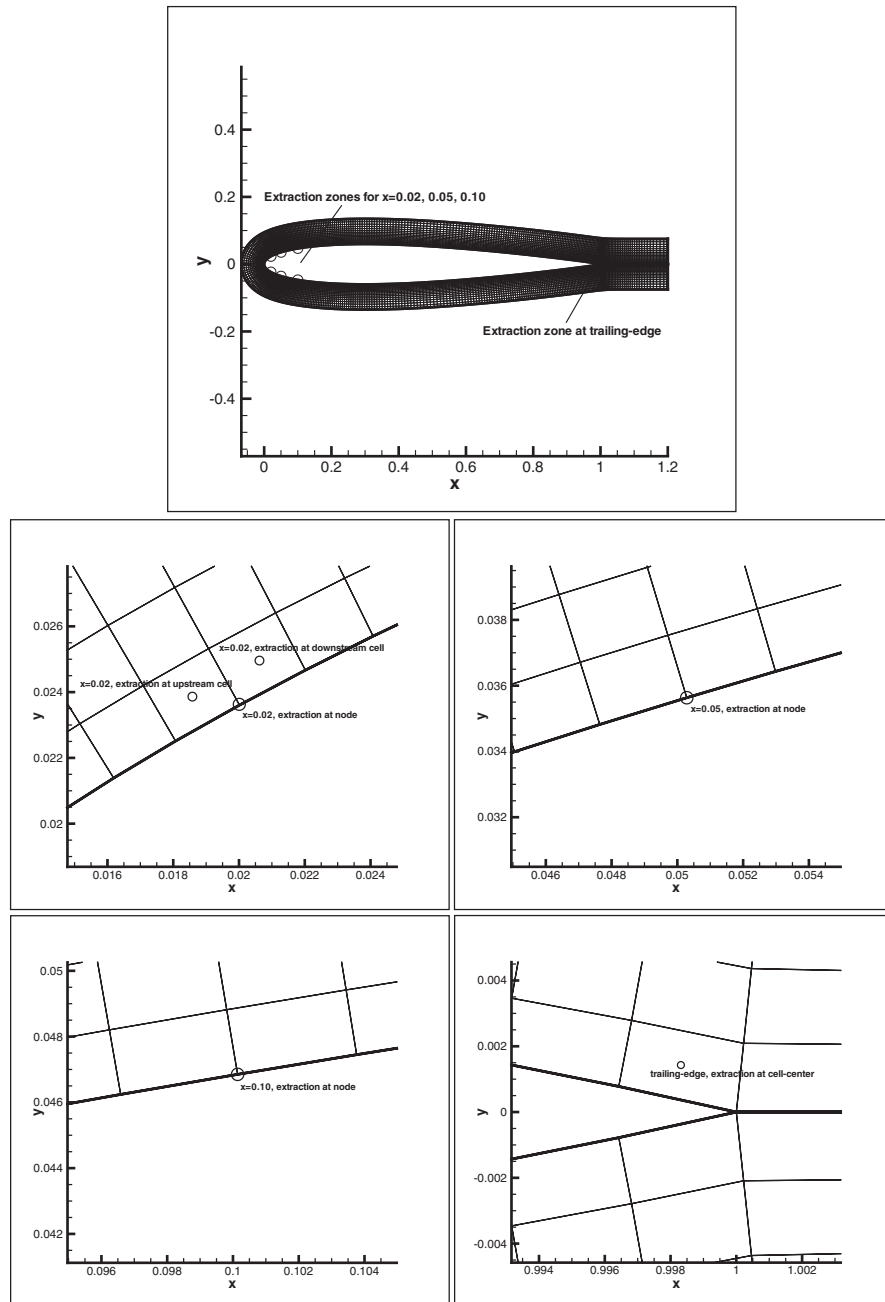 0.4
Extraction zones for x=0.02, 0.05, 0.10
0.2
y
0
-0.2
Extraction zone at trailing-edge
-0.4
0 0.2 0.4 0.6 0.8 1 1.2
x
0.026
x=0.02, extraction at downstream cell
x=0.02, extraction at upstream cell
0.024
x=0.02, extraction at node
y
0.022
0.02
0.016 0.018 0.02 0.022 0.024
x
0.038
0.036
x=0.05, extraction at node
y
0.034
0.032
0.046 0.048 0.05 0.052 0.054
x
0.05
0.048
x=0.10, extraction at node
y
0.046
0.044
0.042
0.096 0.098 0.1 0.102 0.104
x
0.004
0.002
trailing-edge, extraction at cell-center
y
0
-0.002
-0.004
0.994 0.996 0.998 1 1.002
x